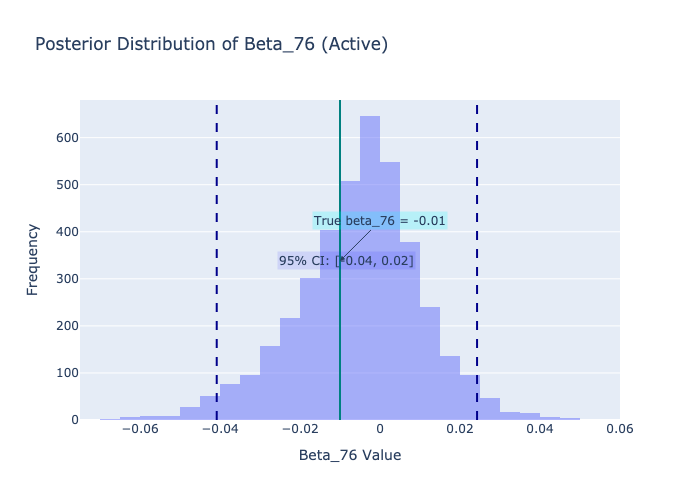 Posterior Distribution of Beta_76 (Active)
600
500
400
300
200
100
0
Frequency
True beta_76 = -0.01
95% CI: [-0.04, 0.02]
−0.06
−0.04
−0.02
0
0.02
0.04
0.06
Beta_76 Value